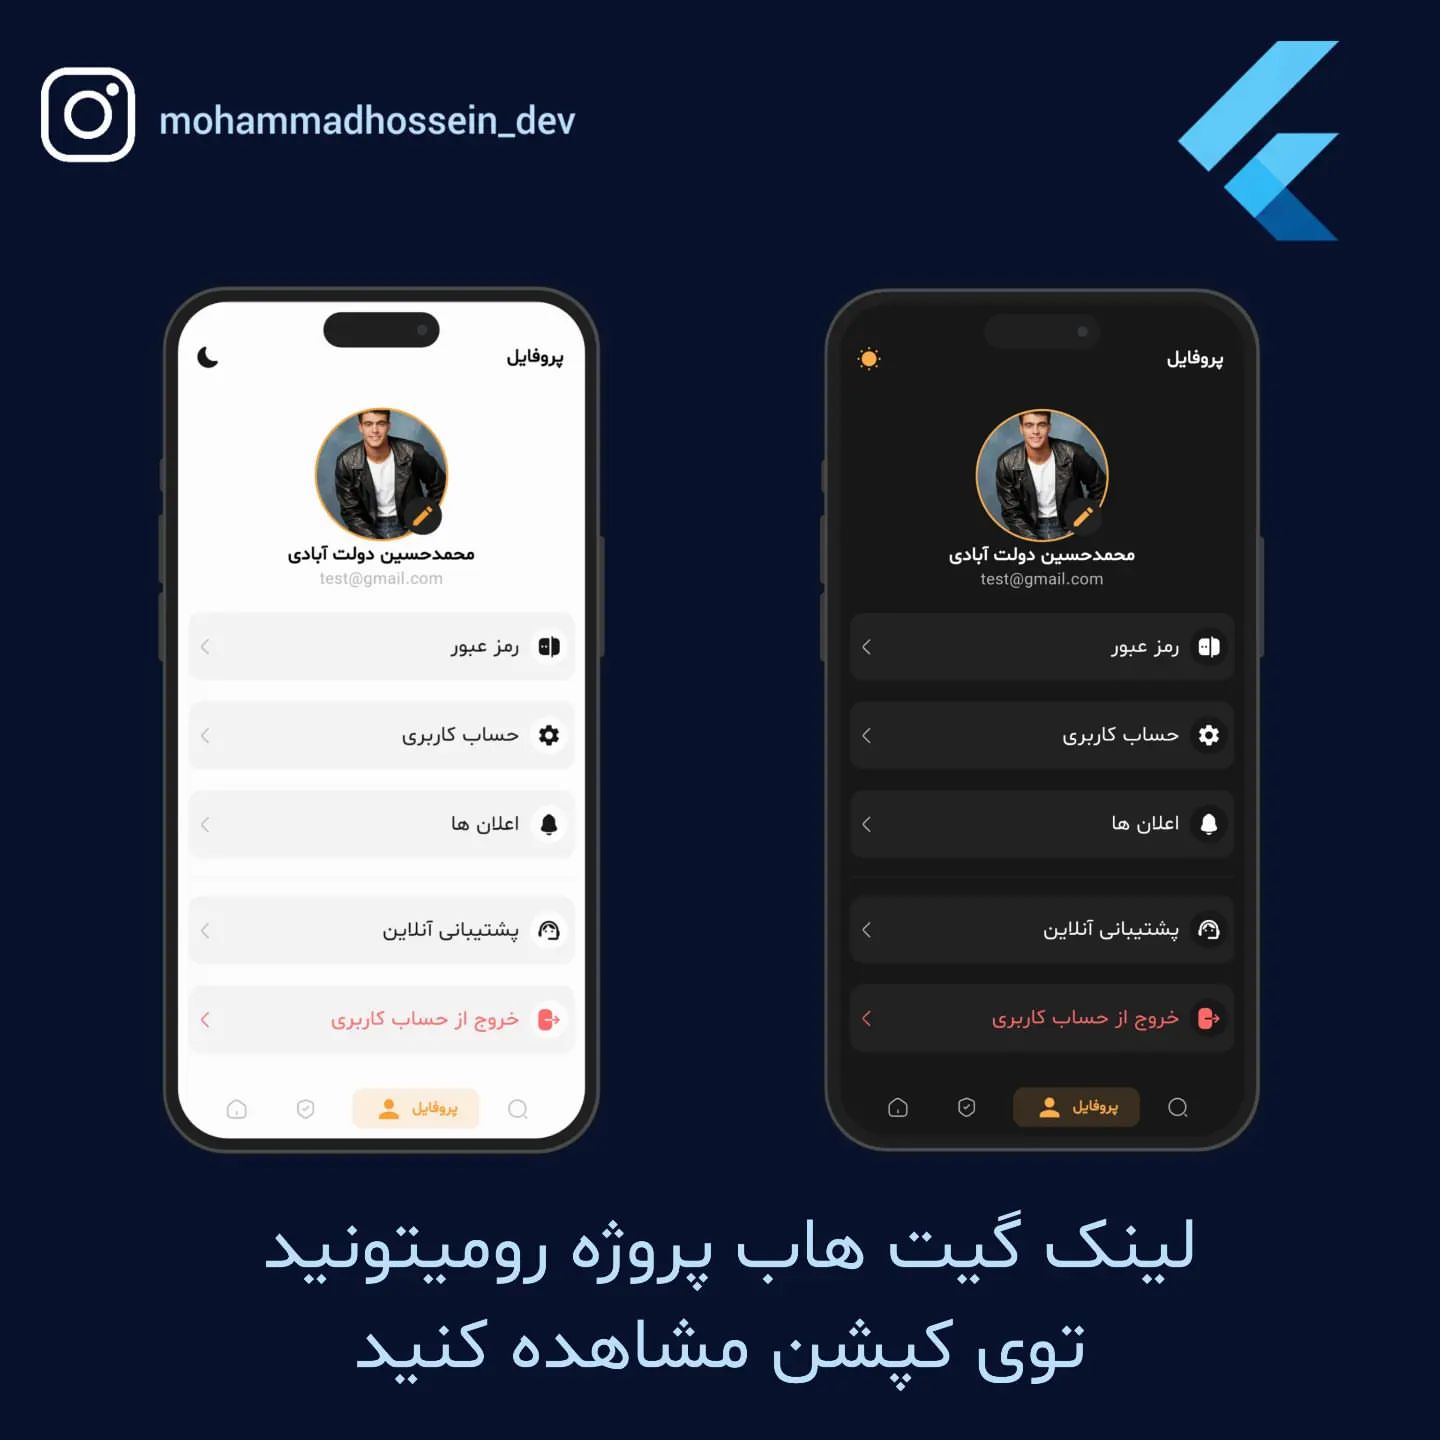 mohammadhossein_dev
پروفایل
محمدحسین دولت آبادی
test@gmail.com
رمز عبور
حساب کاربری
اعلان ها
پشتیبانی آنلاین
خروج از حساب کاربری
پروفایل
پروفایل
محمدحسین دولت آبادی
test@gmail.com
رمز عبور
حساب کاربری
اعلان ها
پشتیبانی آنلاین
خروج از حساب کاربری
پروفایل
لینک گیت هاب پروژه رومیتونید
توی کپشن مشاهده کنید